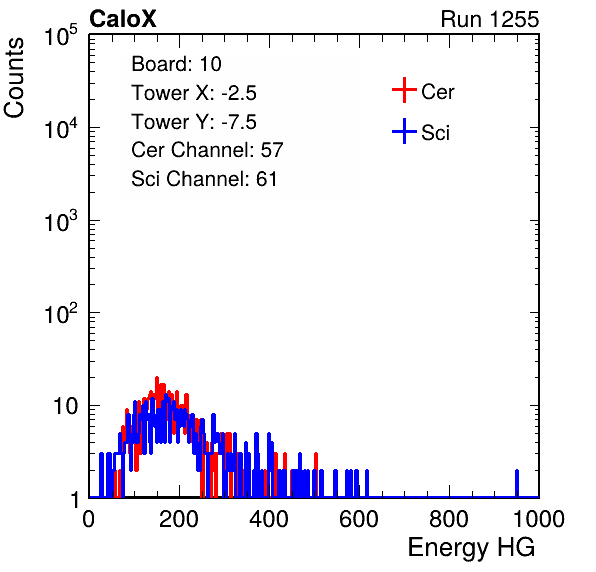 CaloX Run 1255
Board: 10
Tower X: -2.5
Tower Y: -7.5
Cer Channel: 57
Sci Channel: 61
Cer
Sci
Counts
10^5
10^4
10^3
10^2
10
1
0 200 400 600 800 1000
Energy HG